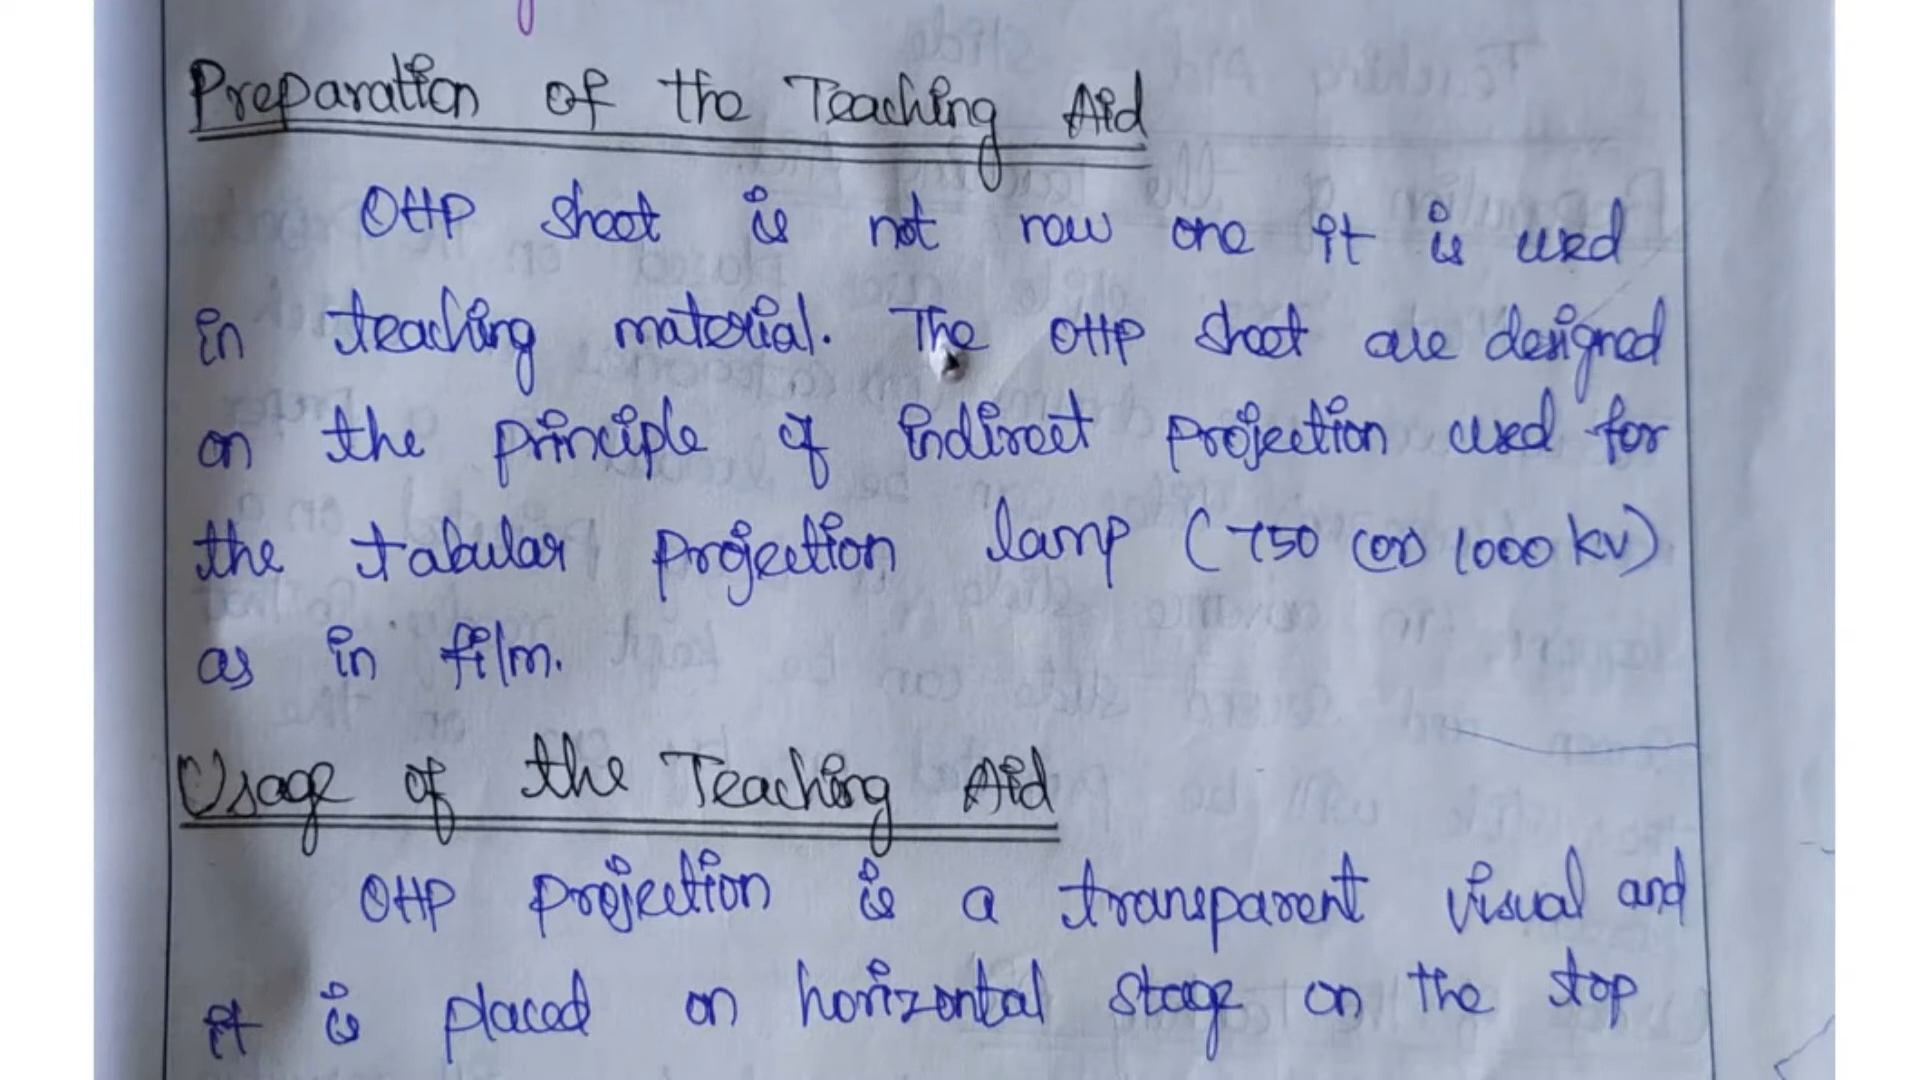 Preparation of the Teaching Aid
OHP sheet is not new one it is used
in teaching material. The OHP sheet are designed
on the principle of indirect projection used for
the tabular projection lamp (750 (or) 1000 kv)
as in film.
Usage of the Teaching Aid
OHP projection is a transparent visual and
it is placed on horizontal stage on the stop